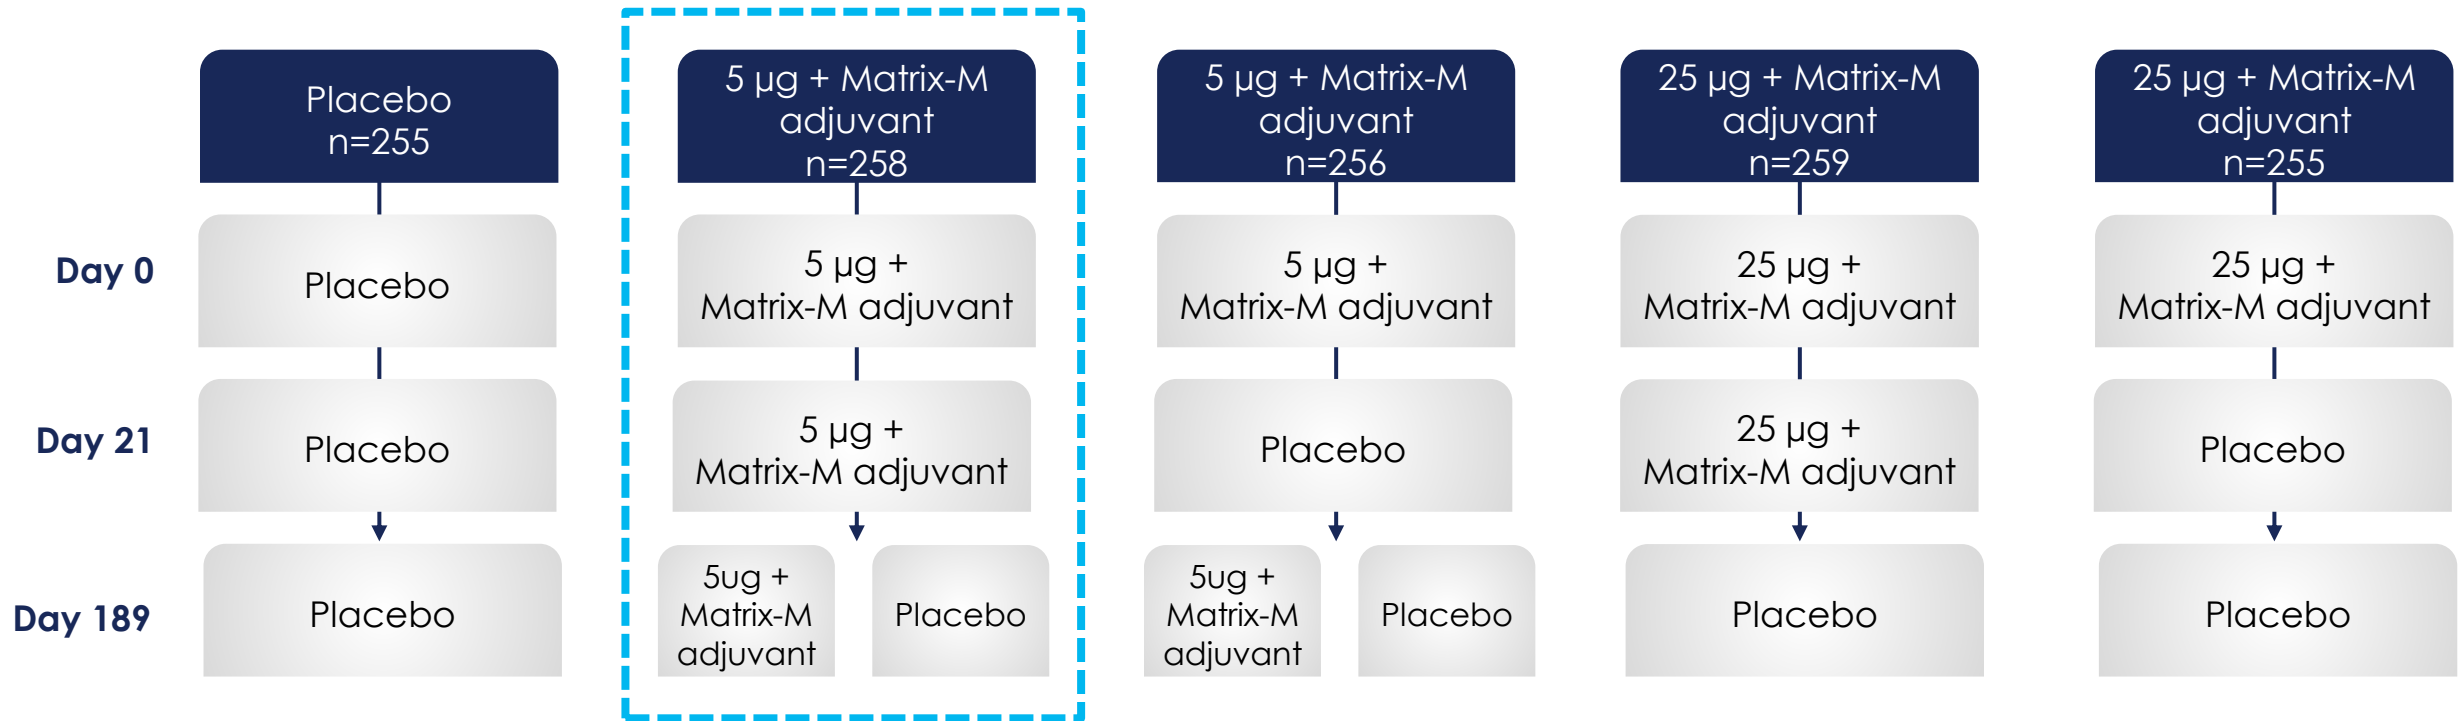 Placebo
n=255
5 µg + Matrix-M
adjuvant
n=258
5 µg + Matrix-M
adjuvant
n=256
25 µg + Matrix-M
adjuvant
n=259
25 µg + Matrix-M
adjuvant
n=255
Day 0
Placebo
5 µg +
Matrix-M adjuvant
5 µg +
Matrix-M adjuvant
25 µg +
Matrix-M adjuvant
25 µg +
Matrix-M adjuvant
Day 21
Placebo
5 µg +
Matrix-M adjuvant
Placebo
25 µg +
Matrix-M adjuvant
Placebo
Day 189
Placebo
5ug +
Matrix-M
adjuvant
Placebo
5ug +
Matrix-M
adjuvant
Placebo
Placebo
Placebo